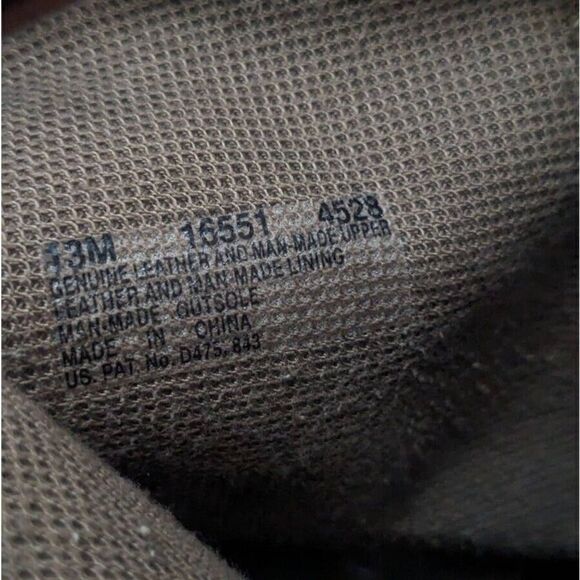 13M 16551 4528
GENUINE LEATHER AND MAN-MADE UPPER
LEATHER AND MAN-MADE LINING
MAN-MADE OUTSOLE
MADE IN CHINA
US. PAT. No. D475, 843